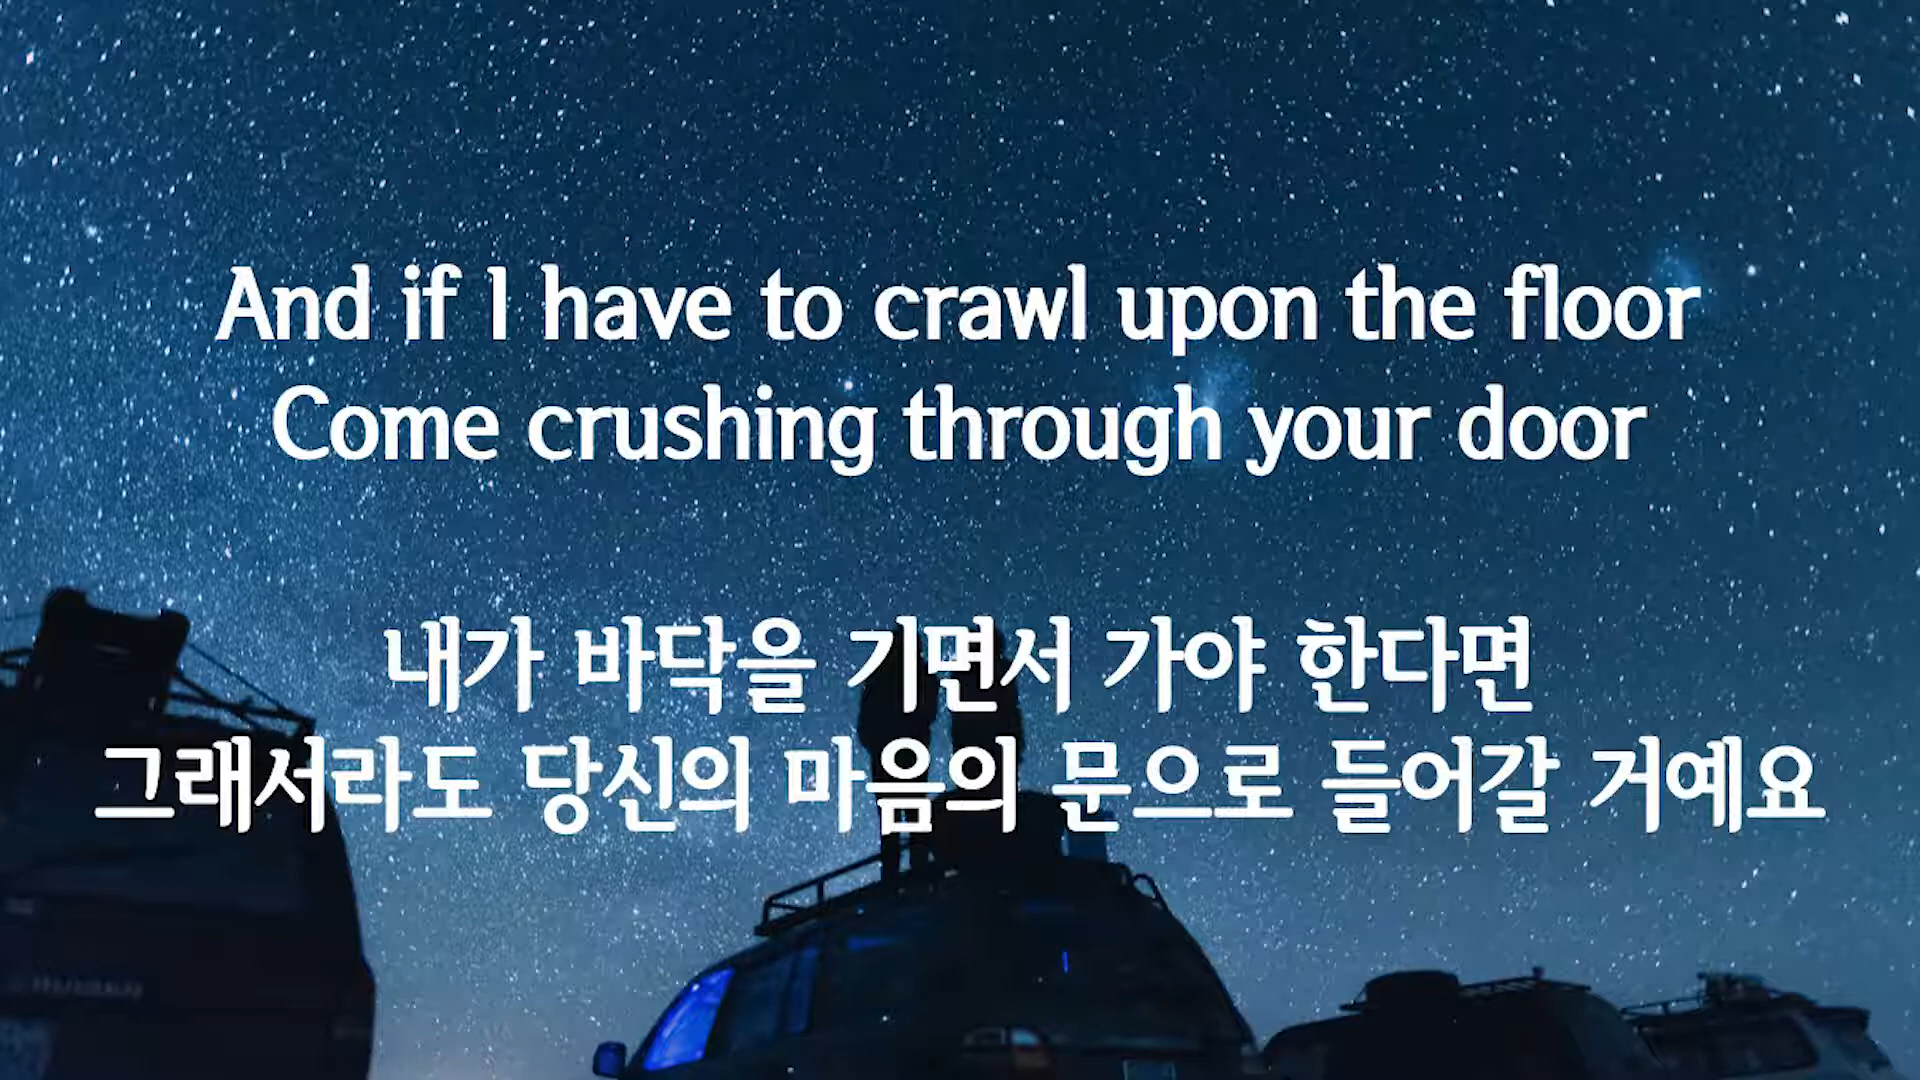 And if I have to crawl upon the floor
Come crushing through your door
내가 바닥을 기면서 가야 한다면
그래서라도 당신의 마음의 문으로 들어갈 거예요